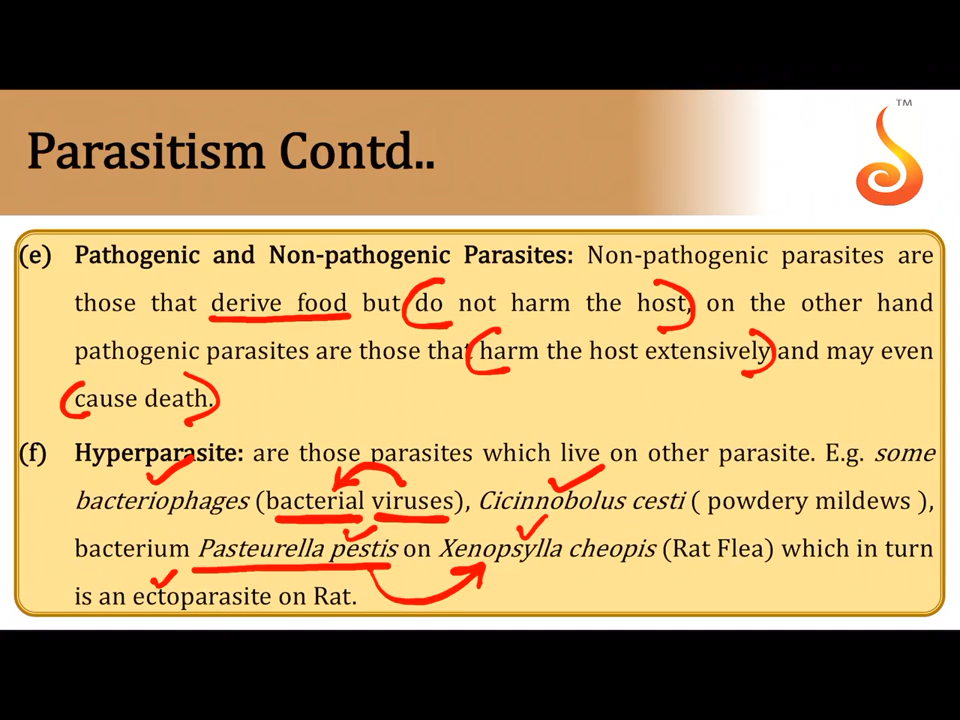 TM
Parasitism Contd..
(e) Pathogenic and Non-pathogenic Parasites: Non-pathogenic parasites are
those that derive food but do not harm the host, on the other hand
pathogenic parasites are those that harm the host extensively and may even
cause death.
(f) Hyperparasite: are those parasites which live on other parasite. E.g. some
bacteriophages (bacterial viruses), Cicinnobolus cesti ( powdery mildews ),
bacterium Pasteurella pestis on Xenopsylla cheopis (Rat Flea) which in turn
is an ectoparasite on Rat.